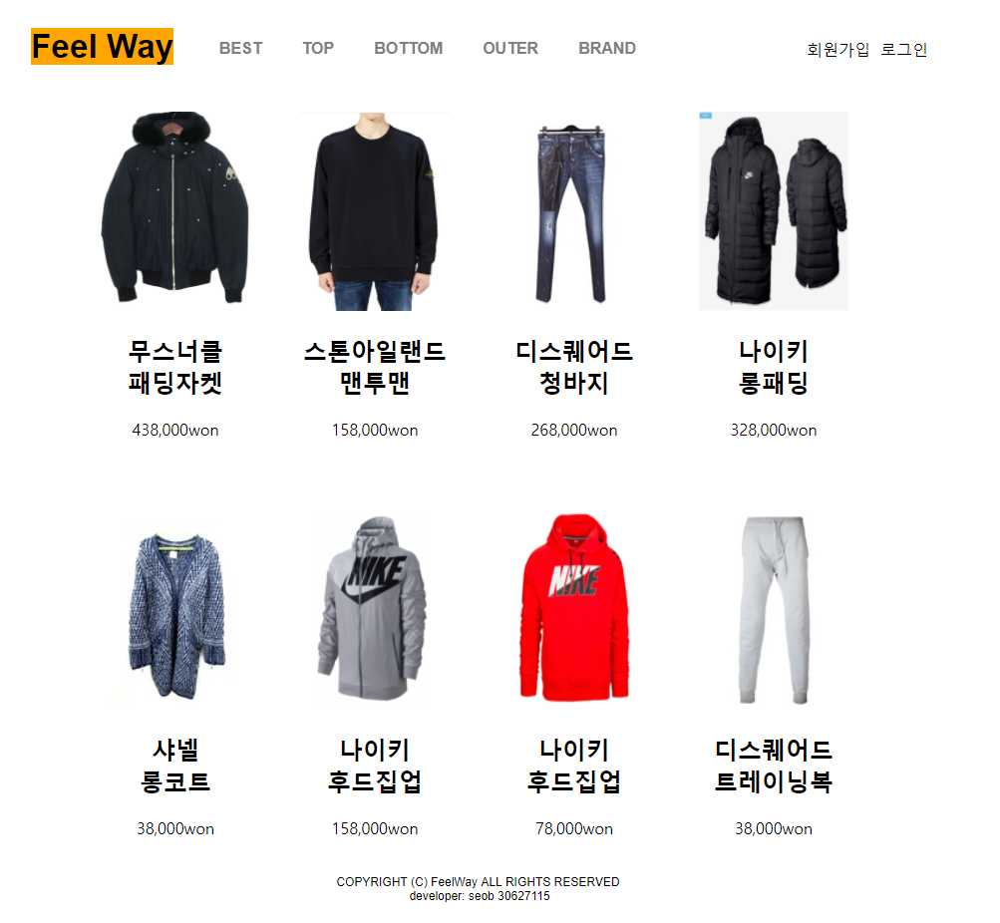 Feel Way
BEST TOP BOTTOM OUTER BRAND
회원가입 로그인
무스너클
패딩자켓
438,000won
스톤아일랜드
맨투맨
158,000won
디스퀘어드
청바지
268,000won
나이키
롱패딩
328,000won
NIKE
NIKE
샤넬
롱코트
38,000won
나이키
후드집업
158,000won
나이키
후드집업
78,000won
디스퀘어드
트레이닝복
38,000won
COPYRIGHT (C) FeelWay ALL RIGHTS RESERVED
developer: seob 30627115